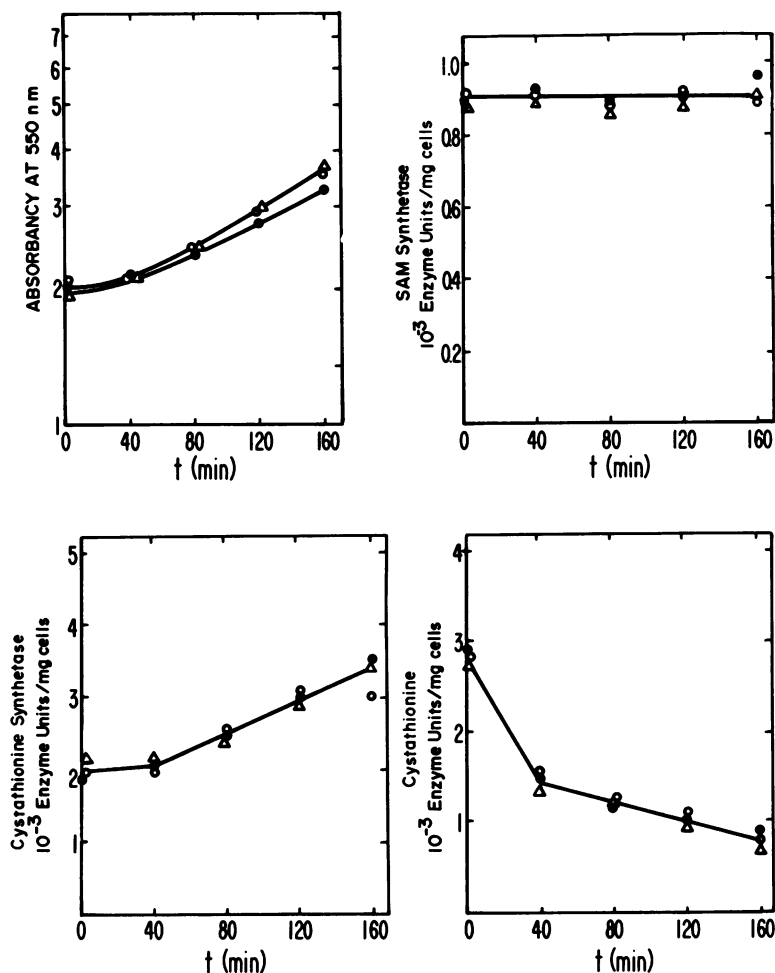 ABSORBANCY AT 550 nm
7
6
5
4
3
2
1
0 40 80 120 160
t (min)
SAM Synthetase
10⁻³ Enzyme Units/mg cells
1.0
0.8
0.6
0.4
0.2
0 40 80 120 160
t (min)
Cystathionine Synthetase
10⁻³ Enzyme Units/mg cells
5
4
3
2
1
0 40 80 120 160
t (min)
Cystathionine
10⁻³ Enzyme Units/mg cells
4
3
2
1
0 40 80 120 160
t (min)